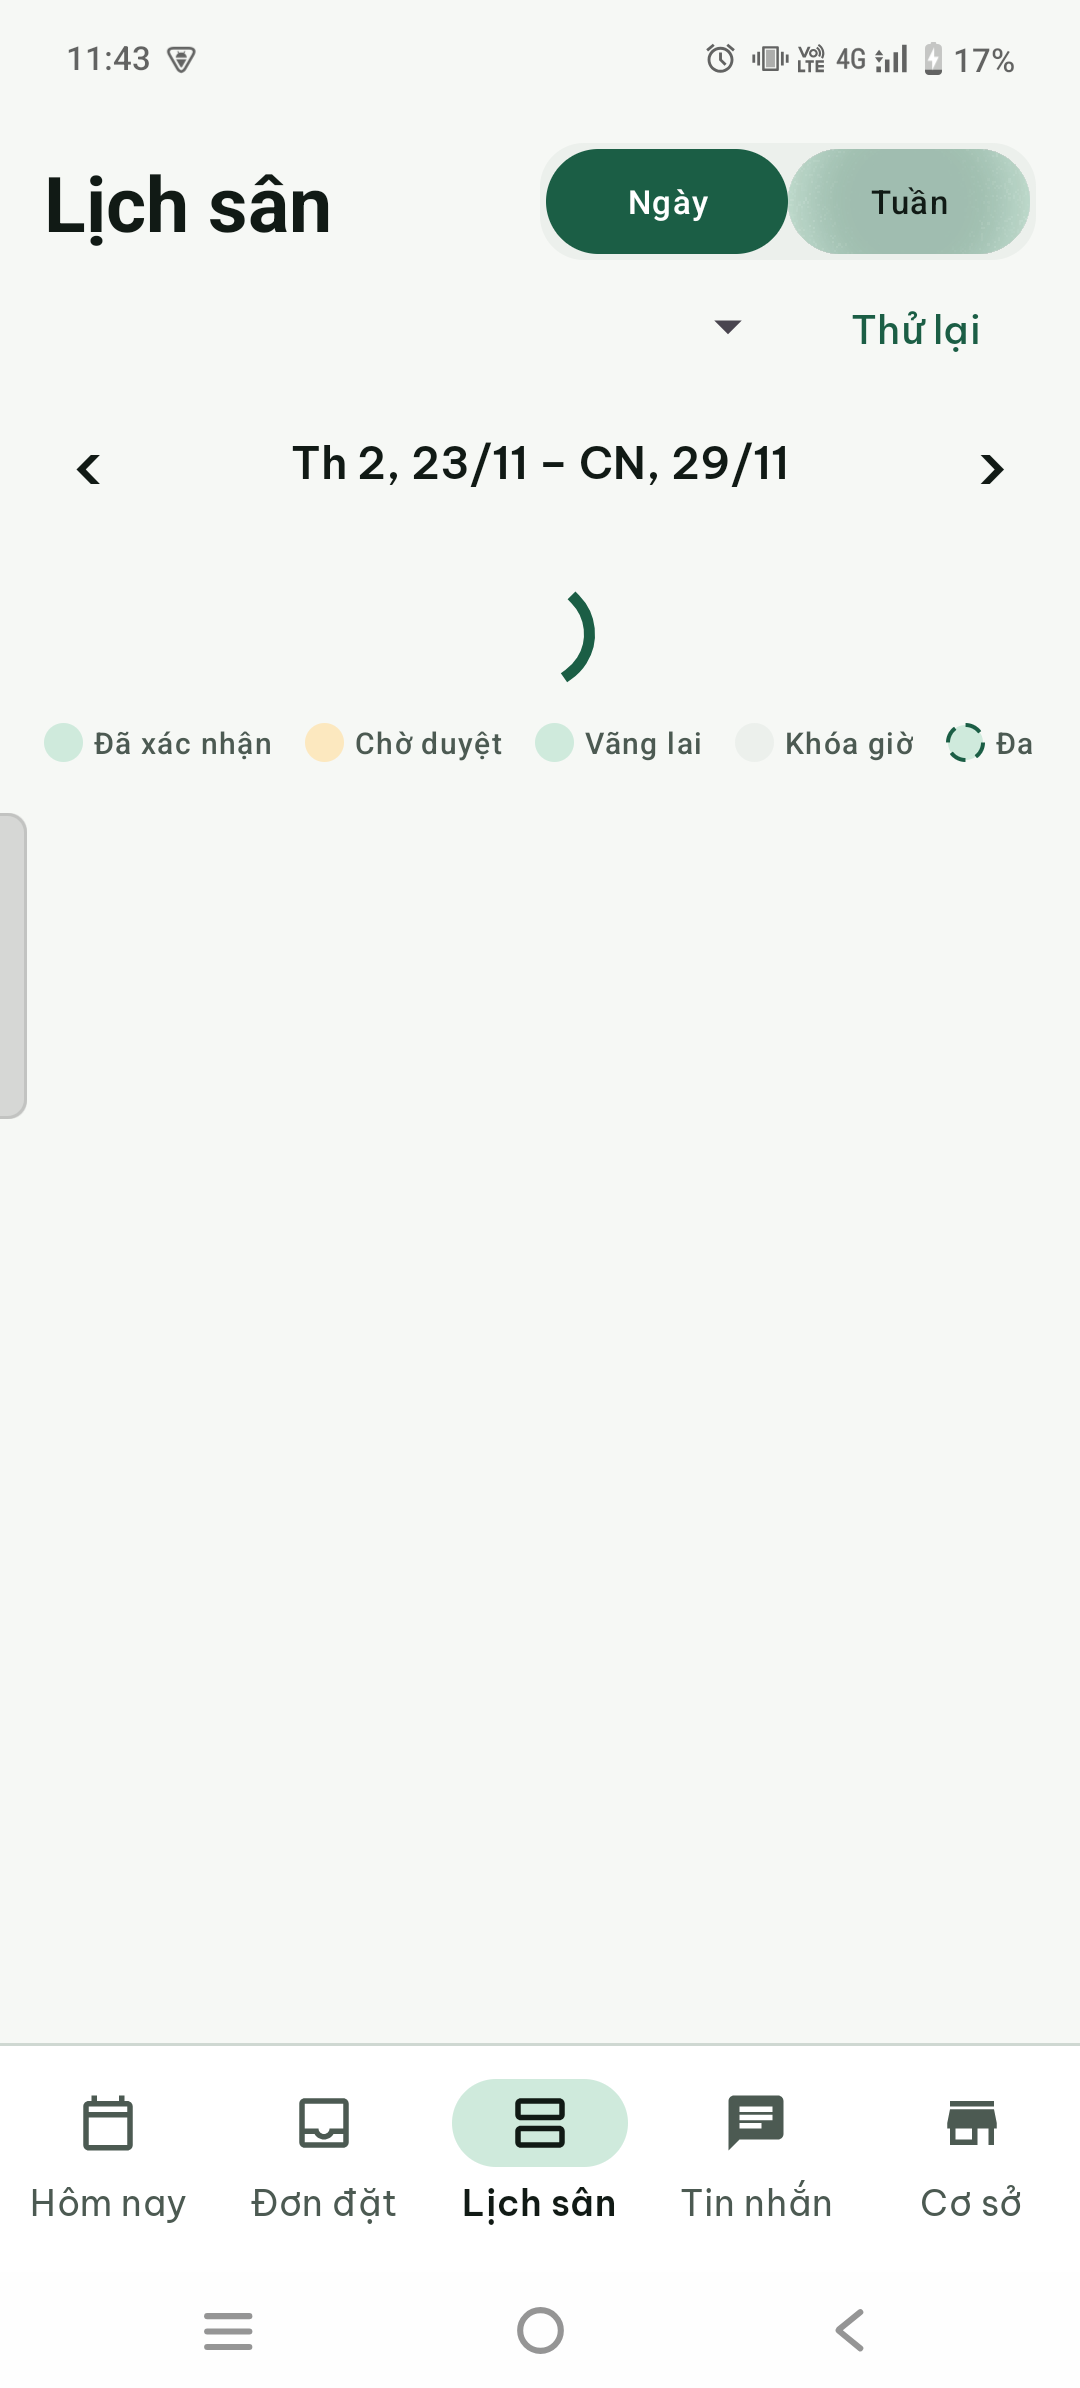 11:43 VoLTE 4G 17%
Lịch sân
Ngày Tuần
Thử lại
Th 2, 23/11 – CN, 29/11
Đã xác nhận Chờ duyệt Vãng lai Khóa giờ Đa
Hôm nay Đơn đặt Lịch sân Tin nhắn Cơ sở